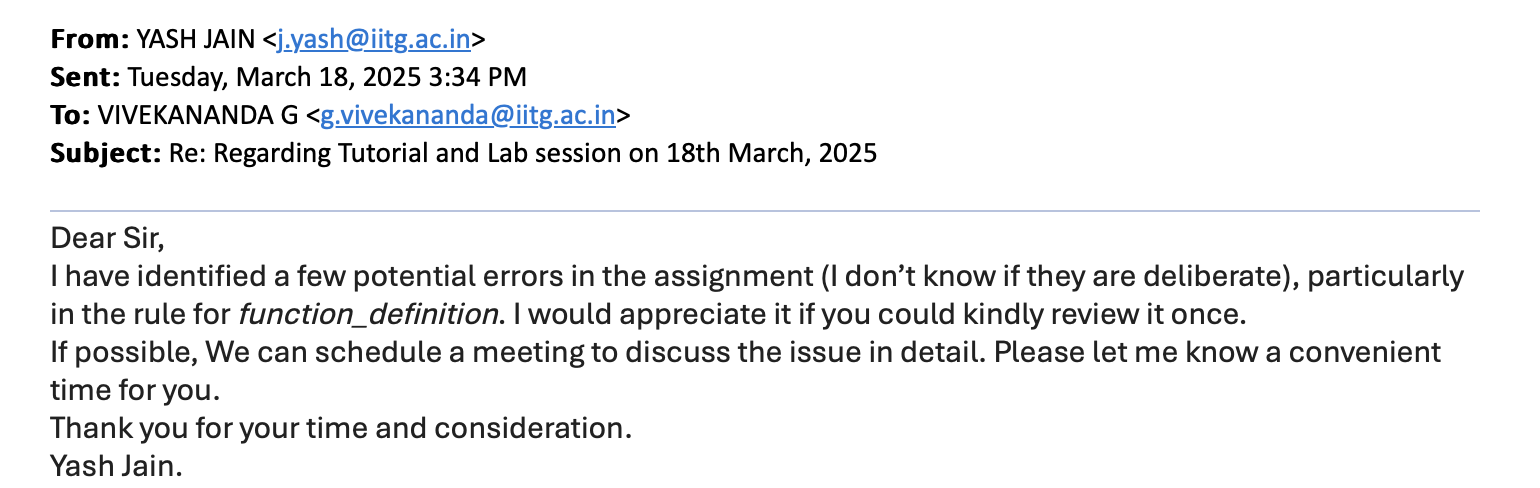 From: YASH JAIN <j.yash@iitg.ac.in>
Sent: Tuesday, March 18, 2025 3:34 PM
To: VIVEKANANDA G <g.vivekananda@iitg.ac.in>
Subject: Re: Regarding Tutorial and Lab session on 18th March, 2025
Dear Sir,
I have identified a few potential errors in the assignment (I don’t know if they are deliberate), particularly
in the rule for function_definition. I would appreciate it if you could kindly review it once.
If possible, We can schedule a meeting to discuss the issue in detail. Please let me know a convenient
time for you.
Thank you for your time and consideration.
Yash Jain.